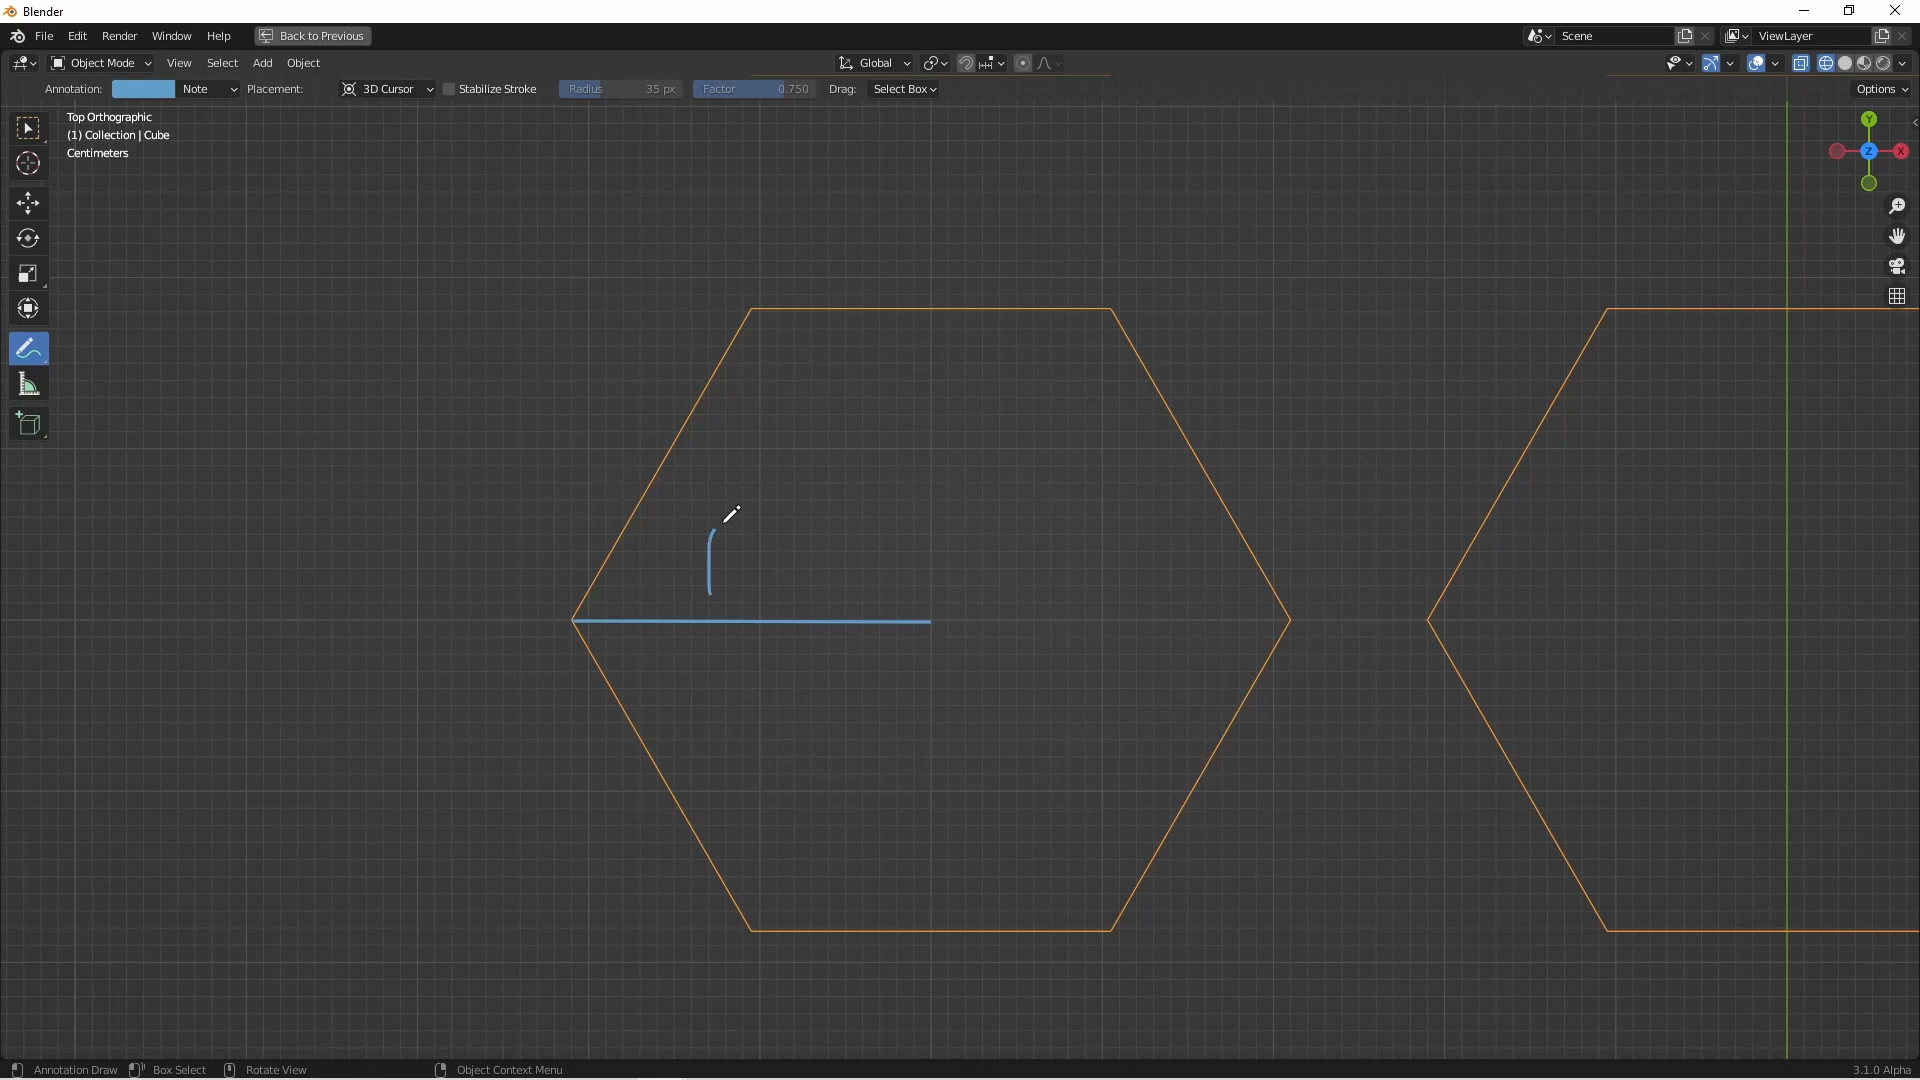 Blender
File Edit Render Window Help Back to Previous Scene ViewLayer
Object Mode View Select Add Object Global
Annotation: Note Placement: 3D Cursor Stabilize Stroke Radius 35 px Factor 0.750 Drag: Select Box Options
Top Orthographic
(1) Collection | Cube
Centimeters
Y
Z
X
Annotation Draw Box Select Rotate View Object Context Menu 3.1.0 Alpha